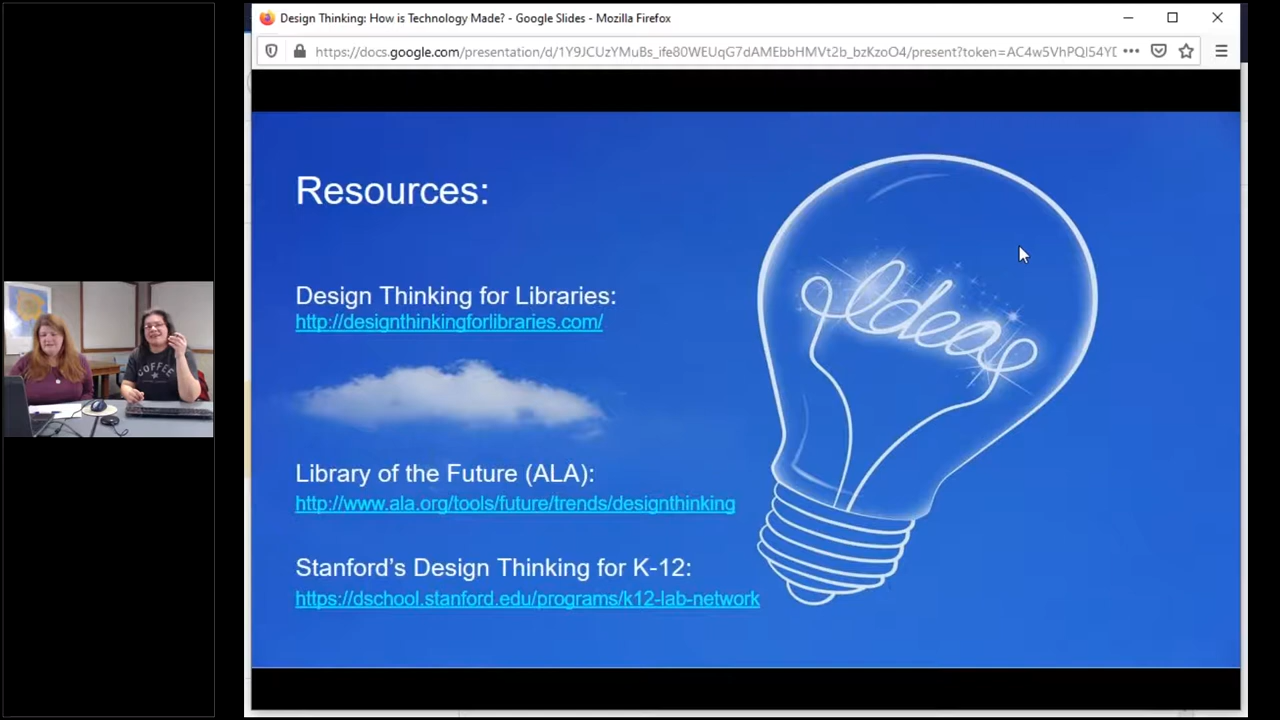 Design Thinking: How is Technology Made? - Google Slides - Mozilla Firefox
https://docs.google.com/presentation/d/1Y9JCUzYMuBs_ife80WEUqG7dAMEbbHMVt2b_bzKzoO4/present?token=AC4w5VhPQl54Y
Resources:
Ideas
Design Thinking for Libraries:
http://designthinkingforlibraries.com/
COFFEE
Library of the Future (ALA):
http://www.ala.org/tools/future/trends/designthinking
Stanford’s Design Thinking for K-12:
https://dschool.stanford.edu/programs/k12-lab-network